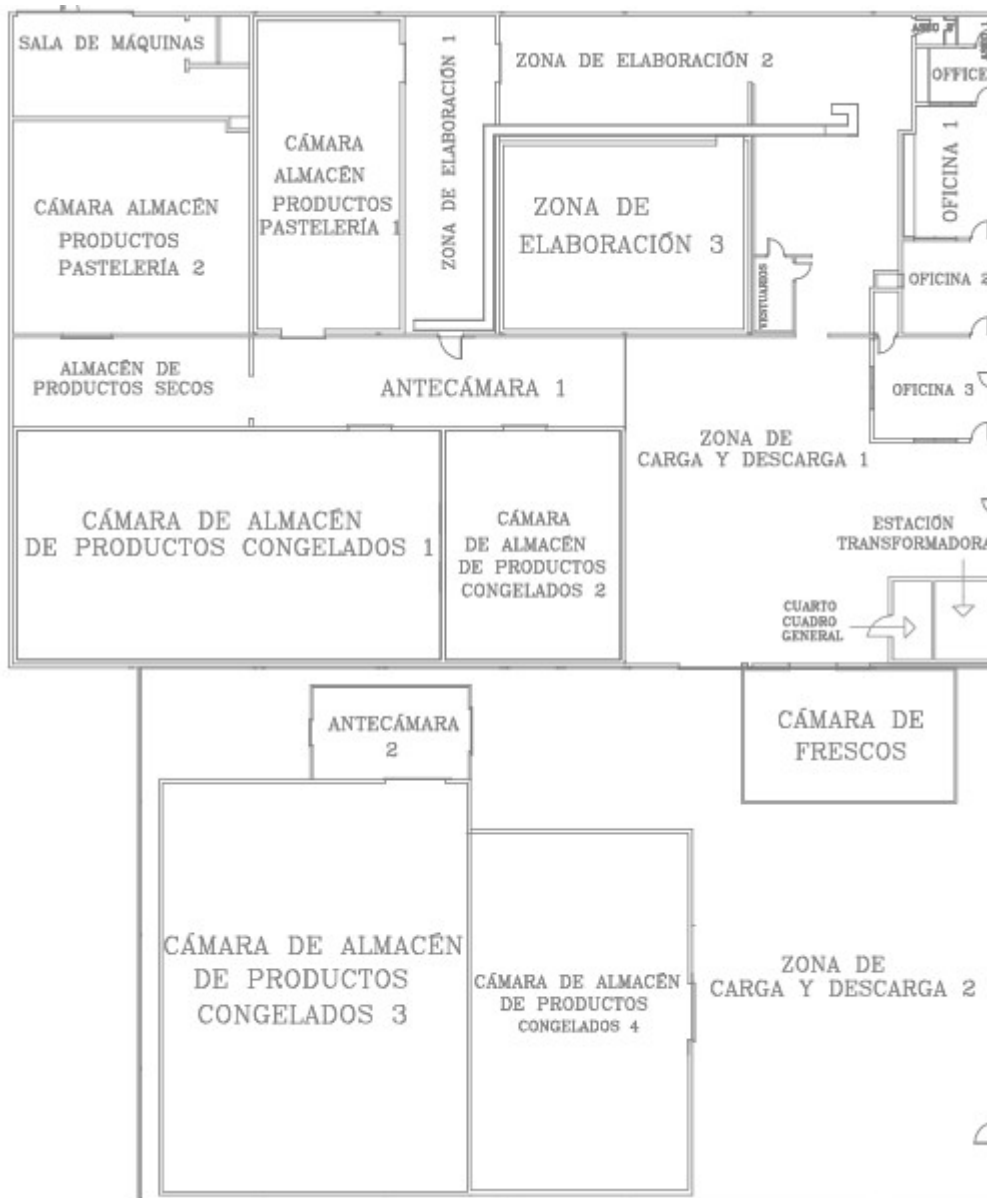 SALA DE MÁQUINAS
ZONA DE ELABORACIÓN 1
ZONA DE ELABORACIÓN 2
ASEO 2
ASEO 1
OFFICE
OFICINA 1
CÁMARA
ALMACÉN
PRODUCTOS
PASTELERÍA 1
CÁMARA ALMACÉN
PRODUCTOS
PASTELERÍA 2
ZONA DE
ELABORACIÓN 3
VESTUARIOS
OFICINA 2
ALMACÉN DE
PRODUCTOS SECOS
ANTECÁMARA 1
OFICINA 3
ZONA DE
CARGA Y DESCARGA 1
CÁMARA DE ALMACÉN
DE PRODUCTOS CONGELADOS 1
CÁMARA
DE ALMACÉN
DE PRODUCTOS
CONGELADOS 2
ESTACIÓN
TRANSFORMADORA
CUARTO
CUADRO
GENERAL
ANTECÁMARA
2
CÁMARA DE
FRESCOS
CÁMARA DE ALMACÉN
DE PRODUCTOS
CONGELADOS 3
CÁMARA DE ALMACÉN
DE PRODUCTOS
CONGELADOS 4
ZONA DE
CARGA Y DESCARGA 2